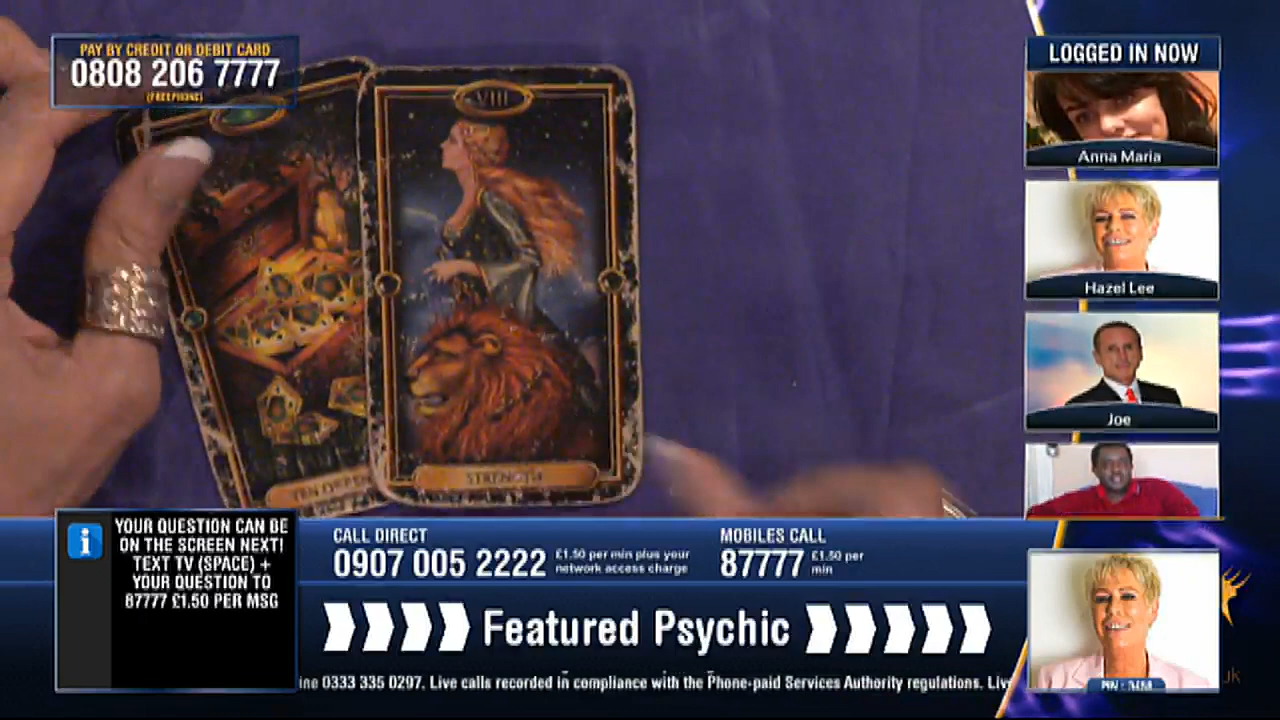 PAY BY CREDIT OR DEBIT CARD
0808 206 7777
(FREEPHONE)
VIII
STRENGTH
TEN OF PEN
LOGGED IN NOW
Anna Maria
Hazel Lee
Joe
YOUR QUESTION CAN BE
ON THE SCREEN NEXT!
TEXT TV (SPACE) +
YOUR QUESTION TO
87777 £1.50 PER MSG
CALL DIRECT
0907 005 2222
£1.50 per min plus your
network access charge
MOBILES CALL
87777
£1.50 per
min
Featured Psychic
ine 0333 335 0297. Live calls recorded in compliance with the Phone-paid Services Authority regulations. Liv